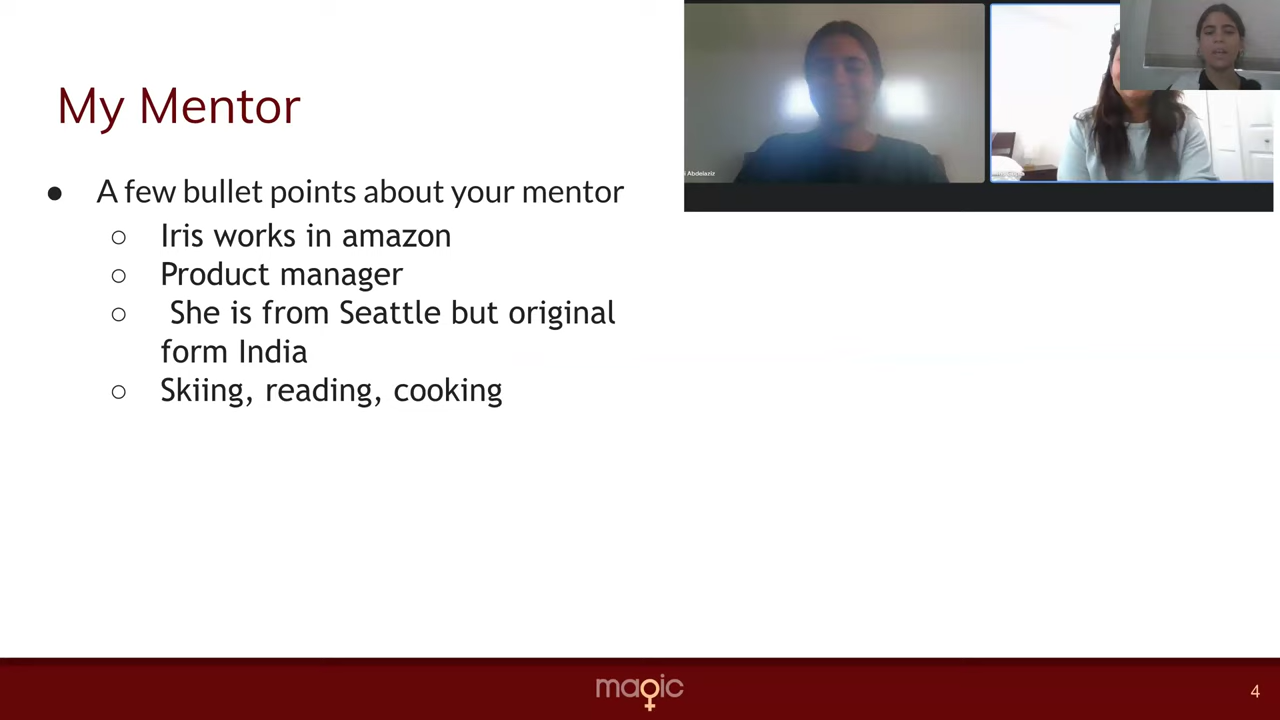 My Mentor
● A few bullet points about your mentor
○ Iris works in amazon
○ Product manager
○ She is from Seattle but original
form India
○ Skiing, reading, cooking
Abdelaziz
magic
4